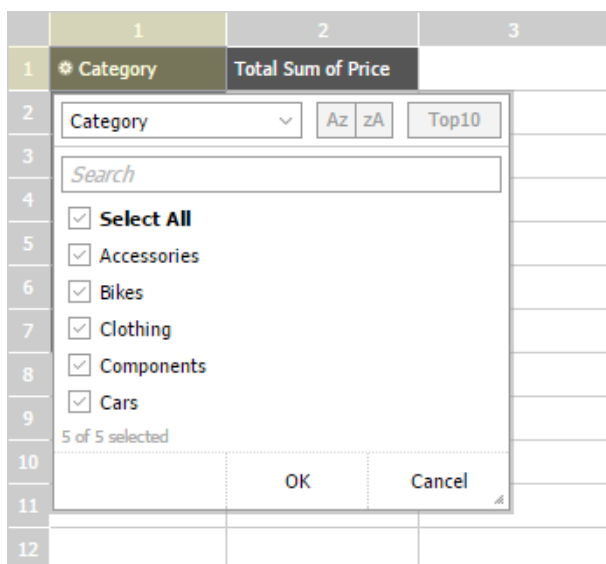 1 2 3
1 Category Total Sum of Price
2 Category Az zA Top10
3
Search
4
Select All
5 Accessories
6 Bikes
7 Clothing
8 Components
9 Cars
5 of 5 selected
10
OK Cancel
11
12